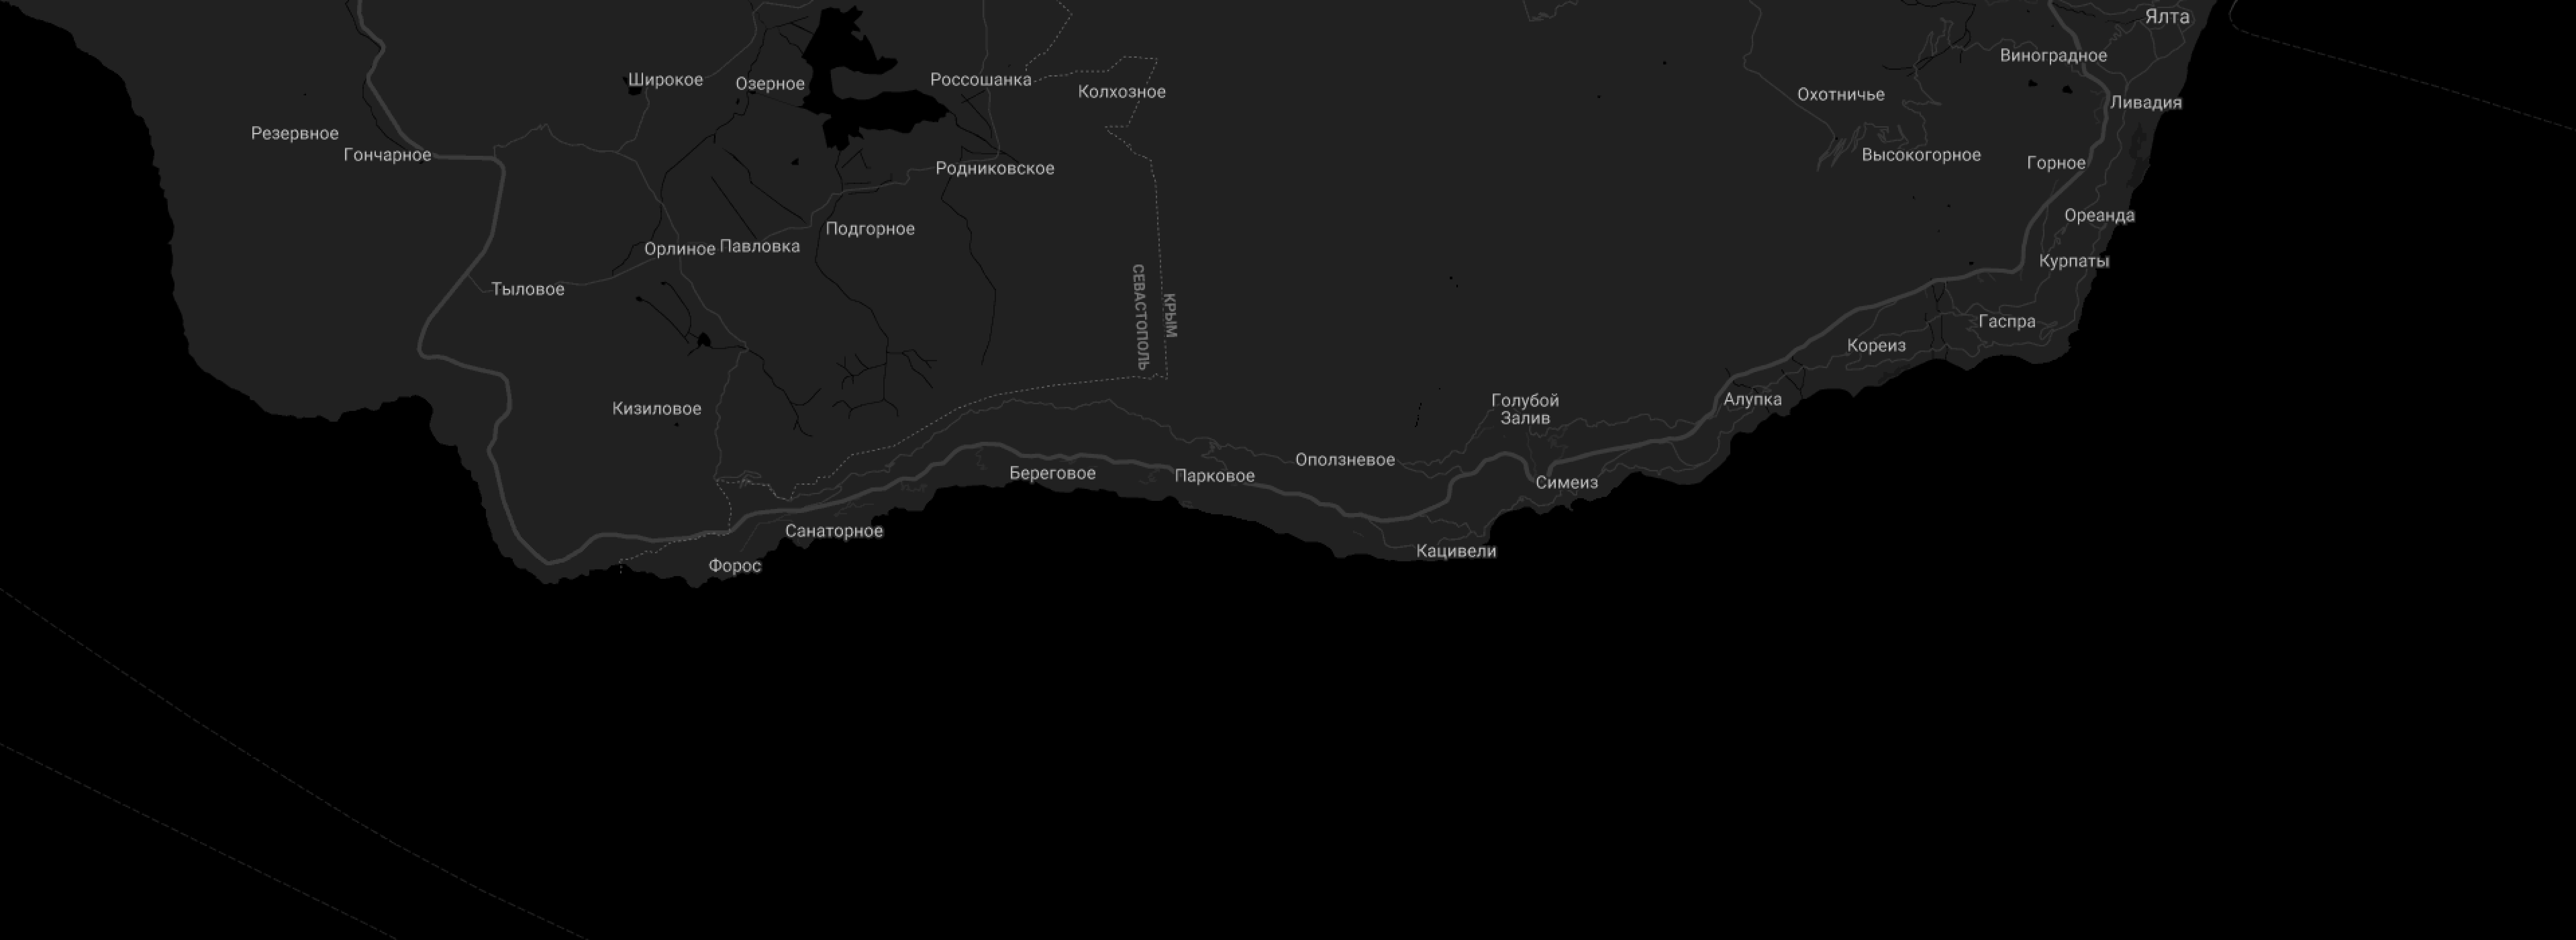 Ялта
Виноградное
Широкое
Озерное
Россошанка
Колхозное
Охотничье
Ливадия
Резервное
Гончарное
Высокогорное
Горное
Родниковское
Ореанда
Подгорное
Орлиное
Павловка
Курпаты
Тыловое
СЕВАСТОПОЛЬ
КРЫМ
Гаспра
Кореиз
Кизиловое
Голубой
Залив
Алупка
Оползневое
Береговое
Парковое
Симеиз
Санаторное
Кацивели
Форос